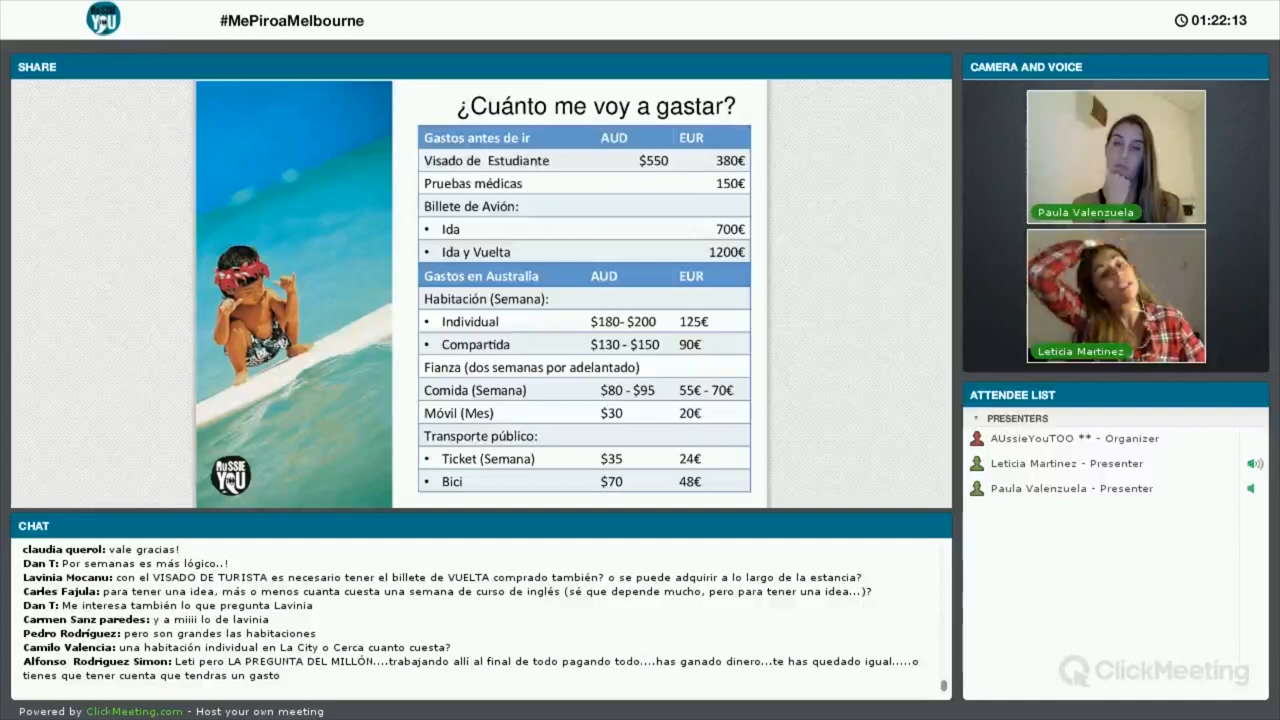 AUSSIE
YOU
TOO
#MePiroaMelbourne
01:22:13
SHARE
CAMERA AND VOICE
¿Cuánto me voy a gastar?
Gastos antes de ir AUD EUR
Visado de Estudiante $550 380€
Pruebas médicas 150€
Billete de Avión:
• Ida 700€
• Ida y Vuelta 1200€
Gastos en Australia AUD EUR
Habitación (Semana):
• Individual $180- $200 125€
• Compartida $130 - $150 90€
Fianza (dos semanas por adelantado)
Comida (Semana) $80 - $95 55€ - 70€
Móvil (Mes) $30 20€
Transporte público:
• Ticket (Semana) $35 24€
• Bici $70 48€
AUSSIE
YOU
Paula Valenzuela
Leticia Martinez
ATTENDEE LIST
PRESENTERS
AUssieYouTOO ** - Organizer
Leticia Martinez - Presenter
Paula Valenzuela - Presenter
CHAT
claudia querol: vale gracias!
Dan T: Por semanas es más lógico..!
Lavinia Mocanu: con el VISADO DE TURISTA es necesario tener el billete de VUELTA comprado también? o se puede adquirir a lo largo de la estancia?
Carles Fajula: para tener una idea, más o menos cuanta cuesta una semana de curso de inglés (sé que depende mucho, pero para tener una idea...)?
Dan T: Me interesa también lo que pregunta Lavinia
Carmen Sanz paredes: y a miiii lo de lavinia
Pedro Rodríguez: pero son grandes las habitaciones
Camilo Valencia: una habitación individual en La City o Cerca cuanto cuesta?
Alfonso Rodriguez Simon: Leti pero LA PREGUNTA DEL MILLÓN....trabajando allí al final de todo pagando todo....has ganado dinero...te has quedado igual.....o
tienes que tener cuenta que tendras un gasto
ClickMeeting
Powered by ClickMeeting.com - Host your own meeting